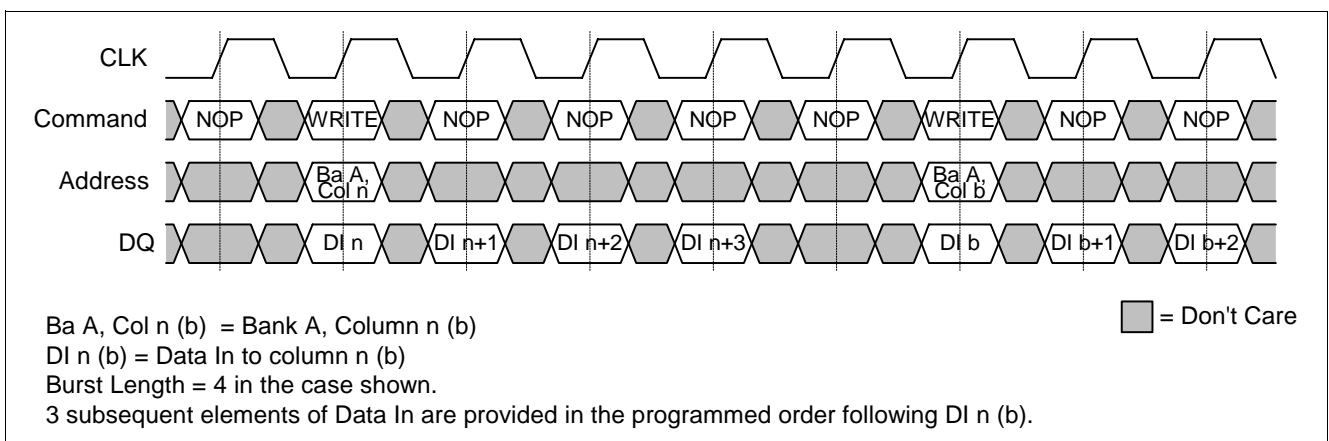 CLK
Command NOP WRITE NOP NOP NOP NOP WRITE NOP NOP
Address Ba A, Col n Ba A, Col b
DQ DI n DI n+1 DI n+2 DI n+3 DI b DI b+1 DI b+2
Ba A, Col n (b) = Bank A, Column n (b)
= Don't Care
DI n (b) = Data In to column n (b)
Burst Length = 4 in the case shown.
3 subsequent elements of Data In are provided in the programmed order following DI n (b).